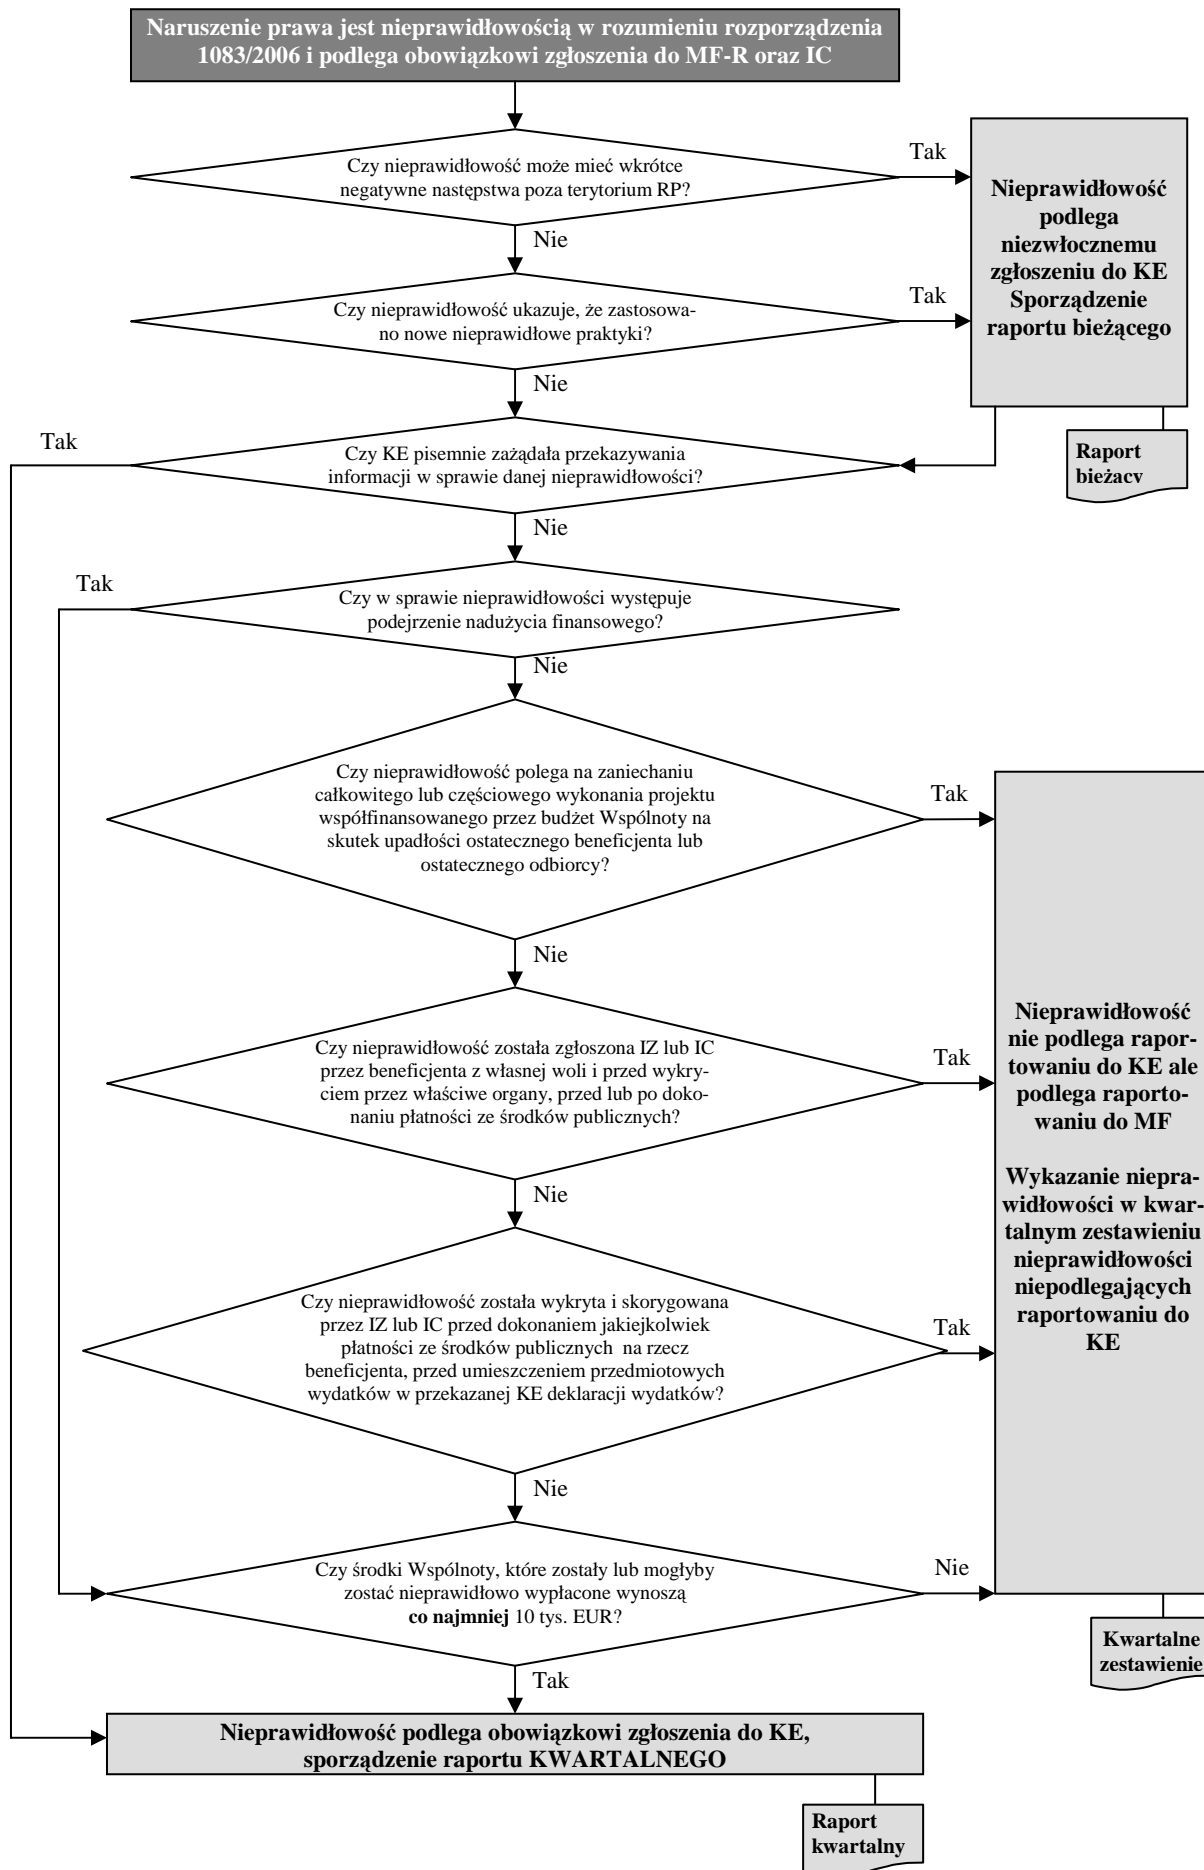 Naruszenie prawa jest nieprawidłowością w rozumieniu rozporządzenia
1083/2006 i podlega obowiązkowi zgłoszenia do MF-R oraz IC
Czy nieprawidłowość może mieć wkrótce
negatywne następstwa poza terytorium RP?
Tak
Nie
Nieprawidłowość
podlega
niezwłocznemu
zgłoszeniu do KE
Sporządzenie
raportu bieżącego
Czy nieprawidłowość ukazuje, że zastosowa-
no nowe nieprawidłowe praktyki?
Tak
Nie
Raport
bieżący
Tak
Czy KE pisemnie zażądała przekazywania
informacji w sprawie danej nieprawidłowości?
Nie
Tak
Czy w sprawie nieprawidłowości występuje
podejrzenie nadużycia finansowego?
Nie
Czy nieprawidłowość polega na zaniechaniu
całkowitego lub częściowego wykonania projektu
współfinansowanego przez budżet Wspólnoty na
skutek upadłości ostatecznego beneficjenta lub
ostatecznego odbiorcy?
Tak
Nie
Czy nieprawidłowość została zgłoszona IZ lub IC
przez beneficjenta z własnej woli i przed wykry-
ciem przez właściwe organy, przed lub po doko-
naniu płatności ze środków publicznych?
Tak
Nie
Nieprawidłowość
nie podlega rapor-
towaniu do KE ale
podlega raporto-
waniu do MF
Wykazanie niepra-
widłowości w kwar-
talnym zestawieniu
nieprawidłowości
niepodlegających
raportowaniu do
KE
Czy nieprawidłowość została wykryta i skorygowana
przez IZ lub IC przed dokonaniem jakiejkolwiek
płatności ze środków publicznych na rzecz
beneficjenta, przed umieszczeniem przedmiotowych
wydatków w przekazanej KE deklaracji wydatków?
Tak
Nie
Czy środki Wspólnoty, które zostały lub mogłyby
zostać nieprawidłowo wypłacone wynoszą
co najmniej 10 tys. EUR?
Nie
Tak
Kwartalne
zestawienie
Nieprawidłowość podlega obowiązkowi zgłoszenia do KE,
sporządzenie raportu KWARTALNEGO
Raport
kwartalny